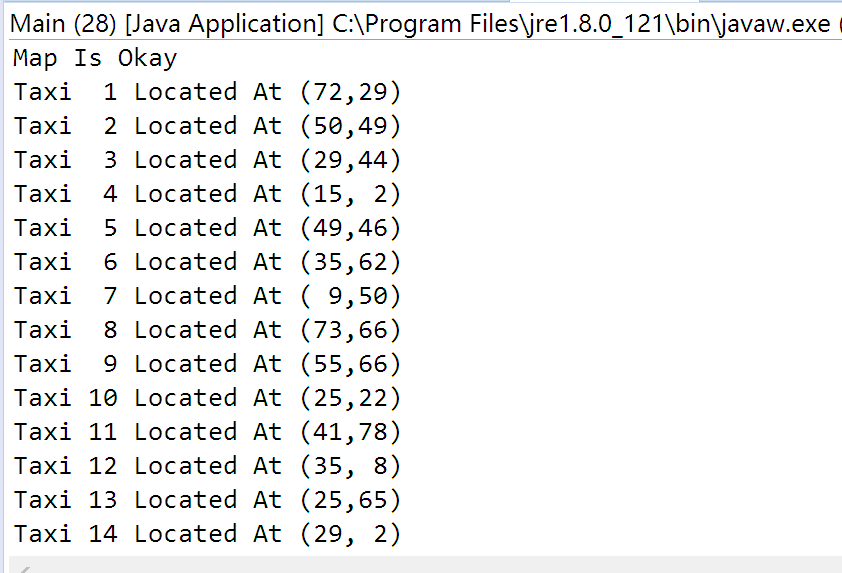 Main (28) [Java Application] C:\Program Files\jre1.8.0_121\bin\javaw.exe (
Map Is Okay
Taxi  1 Located At (72,29)
Taxi  2 Located At (50,49)
Taxi  3 Located At (29,44)
Taxi  4 Located At (15, 2)
Taxi  5 Located At (49,46)
Taxi  6 Located At (35,62)
Taxi  7 Located At ( 9,50)
Taxi  8 Located At (73,66)
Taxi  9 Located At (55,66)
Taxi 10 Located At (25,22)
Taxi 11 Located At (41,78)
Taxi 12 Located At (35, 8)
Taxi 13 Located At (25,65)
Taxi 14 Located At (29, 2)